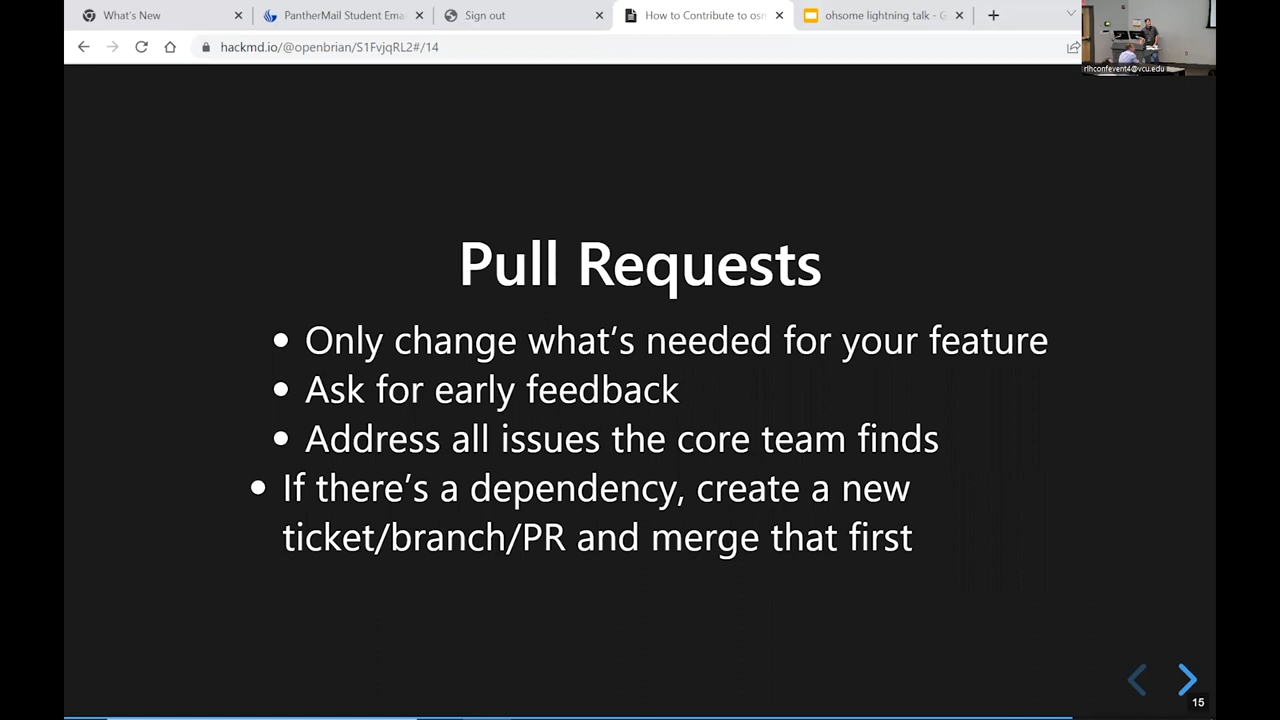 What's New
PantherMail Student Ema
Sign out
How to Contribute to osm
ohsome lightning talk - G
hackmd.io/@openbrian/S1FvjqRL2#/14
rlhconfevent4@vcu.edu
Pull Requests
• Only change what’s needed for your feature
• Ask for early feedback
• Address all issues the core team finds
• If there’s a dependency, create a new
ticket/branch/PR and merge that first
15